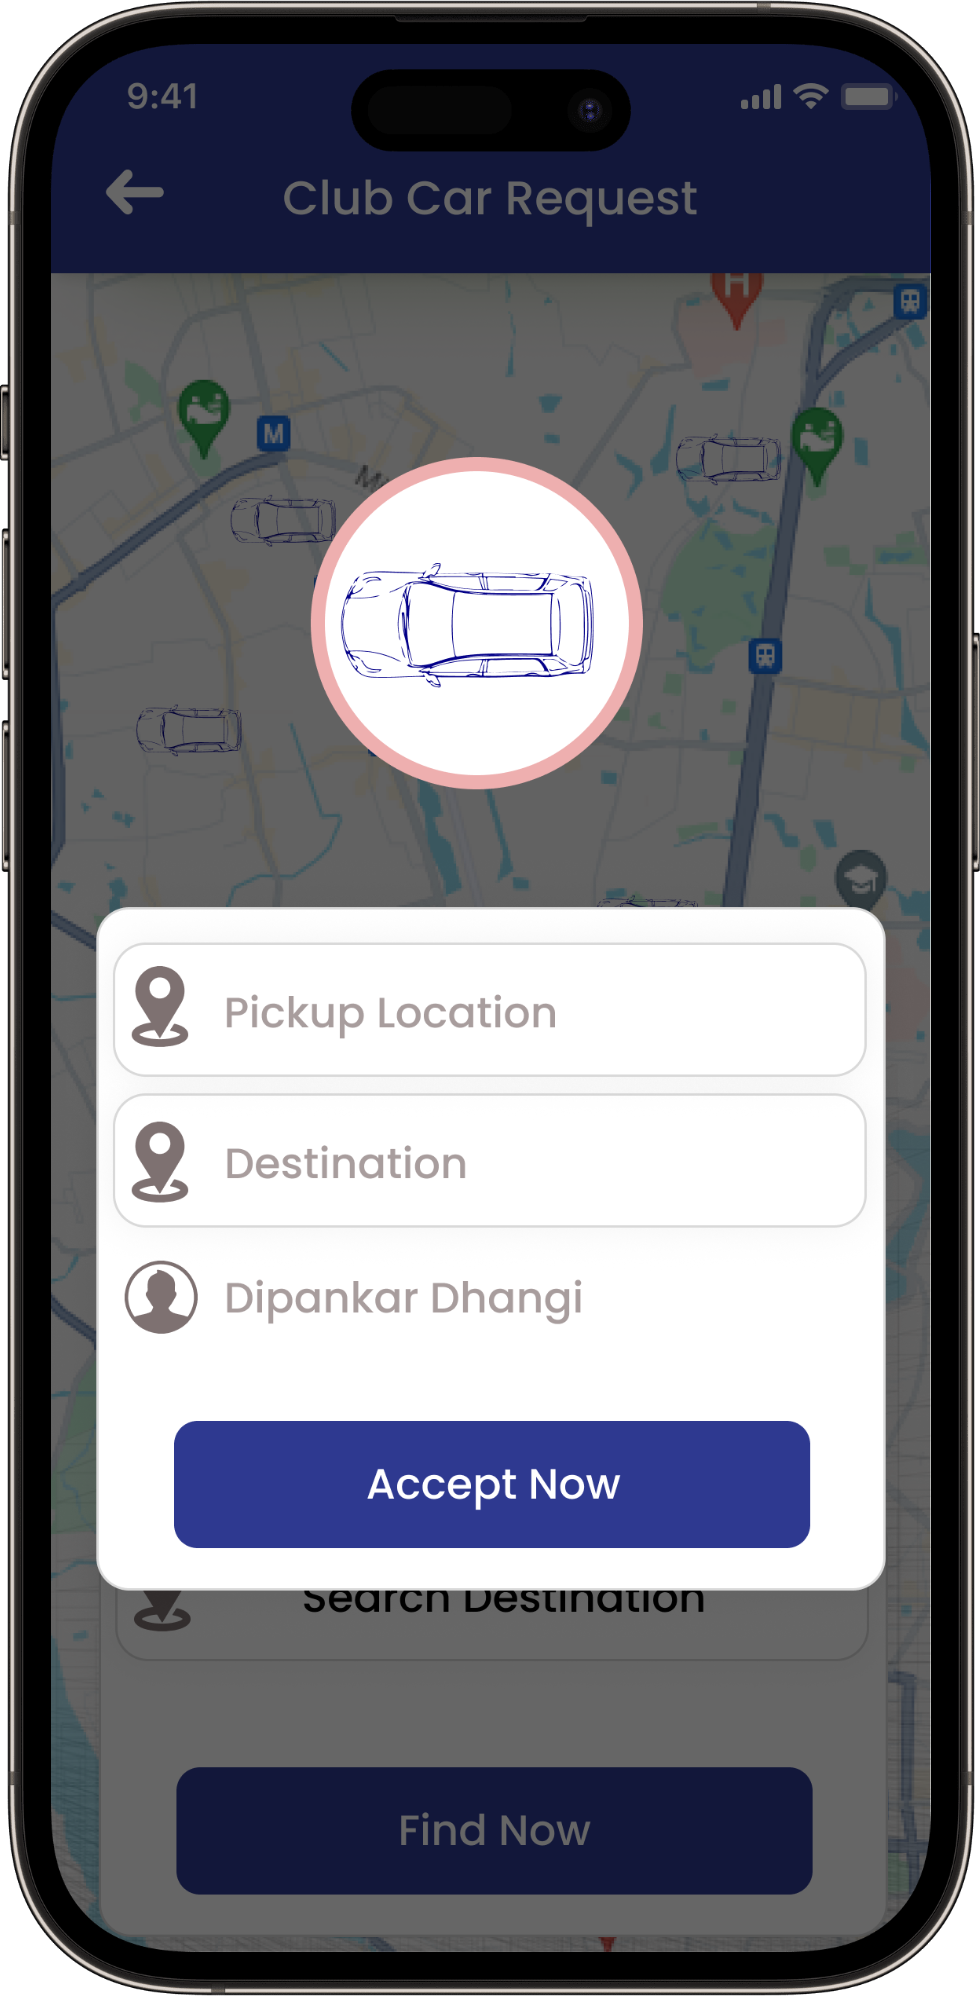 9:41
Club Car Request
H
M
Pickup Location
Destination
Dipankar Dhangi
Accept Now
Search Destination
Find Now